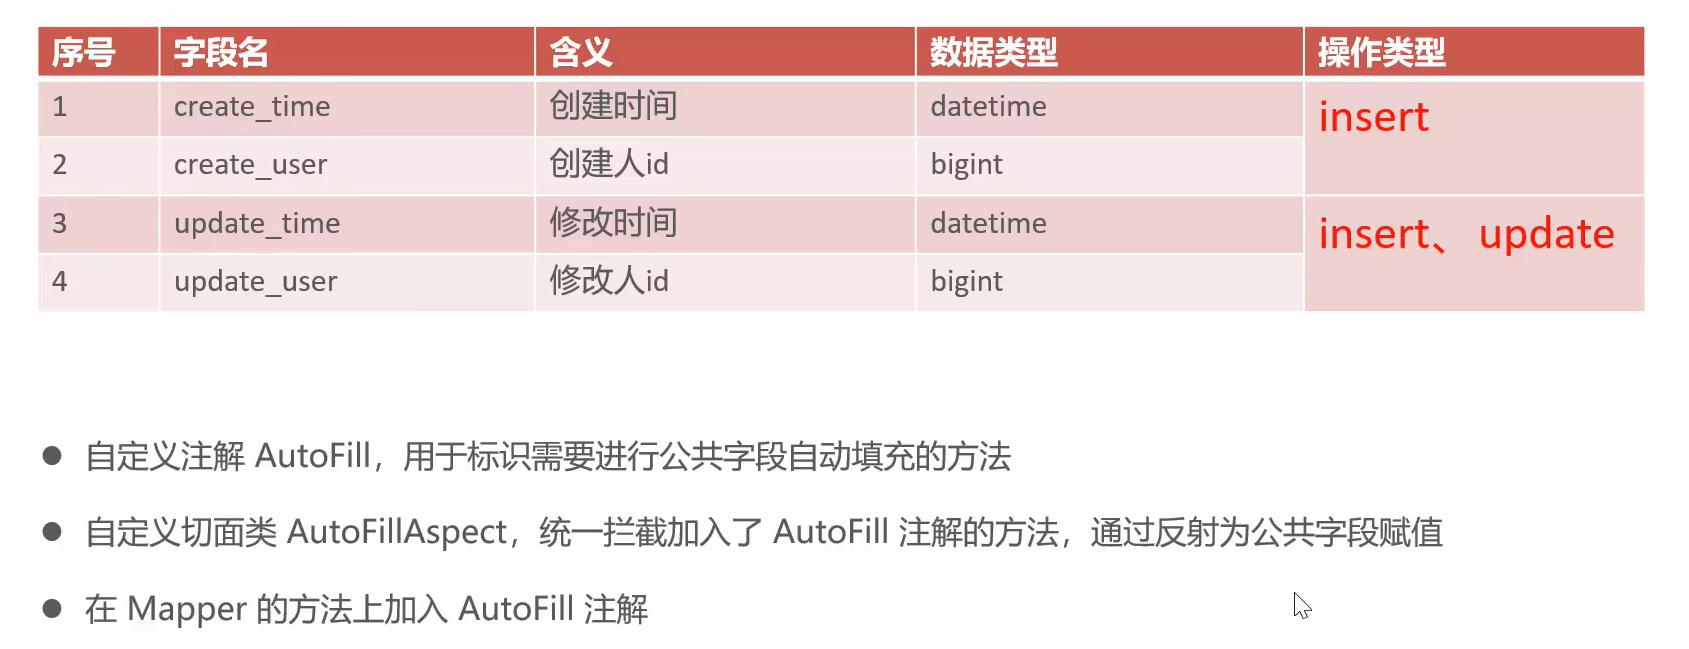 序号 字段名 含义 数据类型 操作类型
1 create_time 创建时间 datetime insert
2 create_user 创建人id bigint
3 update_time 修改时间 datetime insert、update
4 update_user 修改人id bigint
● 自定义注解 AutoFill，用于标识需要进行公共字段自动填充的方法
● 自定义切面类 AutoFillAspect，统一拦截加入了 AutoFill 注解的方法，通过反射为公共字段赋值
● 在 Mapper 的方法上加入 AutoFill 注解